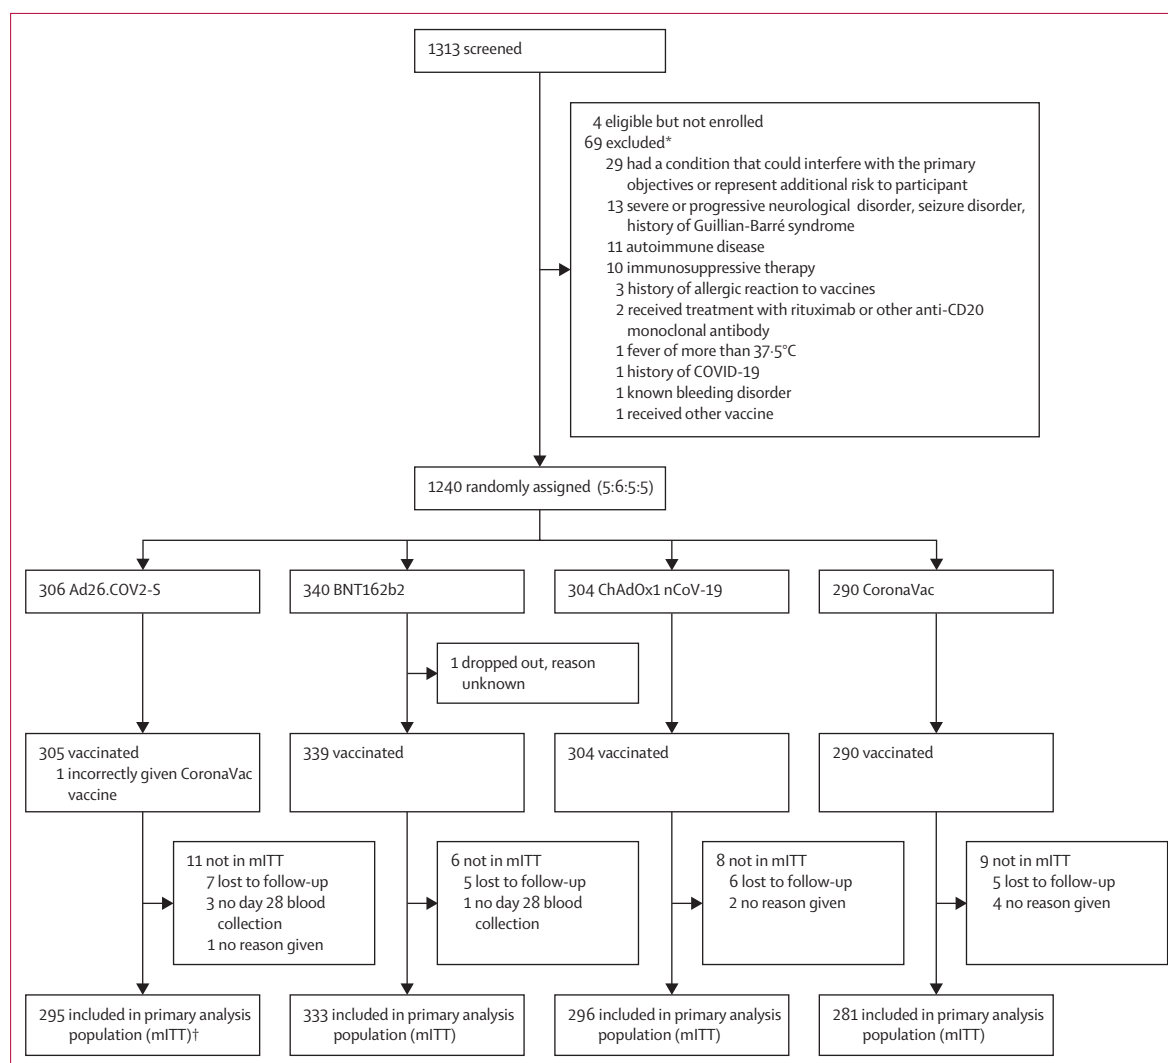 1313 screened
4 eligible but not enrolled
69 excluded*
29 had a condition that could interfere with the primary
objectives or represent additional risk to participant
13 severe or progressive neurological disorder, seizure disorder,
history of Guillian-Barré syndrome
11 autoimmune disease
10 immunosuppressive therapy
3 history of allergic reaction to vaccines
2 received treatment with rituximab or other anti-CD20
monoclonal antibody
1 fever of more than 37·5°C
1 history of COVID-19
1 known bleeding disorder
1 received other vaccine
1240 randomly assigned (5:6:5:5)
306 Ad26.COV2-S
340 BNT162b2
304 ChAdOx1 nCoV-19
290 CoronaVac
1 dropped out, reason
unknown
305 vaccinated
1 incorrectly given CoronaVac
vaccine
339 vaccinated
304 vaccinated
290 vaccinated
11 not in mITT
7 lost to follow-up
3 no day 28 blood
collection
1 no reason given
6 not in mITT
5 lost to follow-up
1 no day 28 blood
collection
8 not in mITT
6 lost to follow-up
2 no reason given
9 not in mITT
5 lost to follow-up
4 no reason given
295 included in primary analysis
population (mITT)†
333 included in primary analysis
population (mITT)
296 included in primary analysis
population (mITT)
281 included in primary analysis
population (mITT)